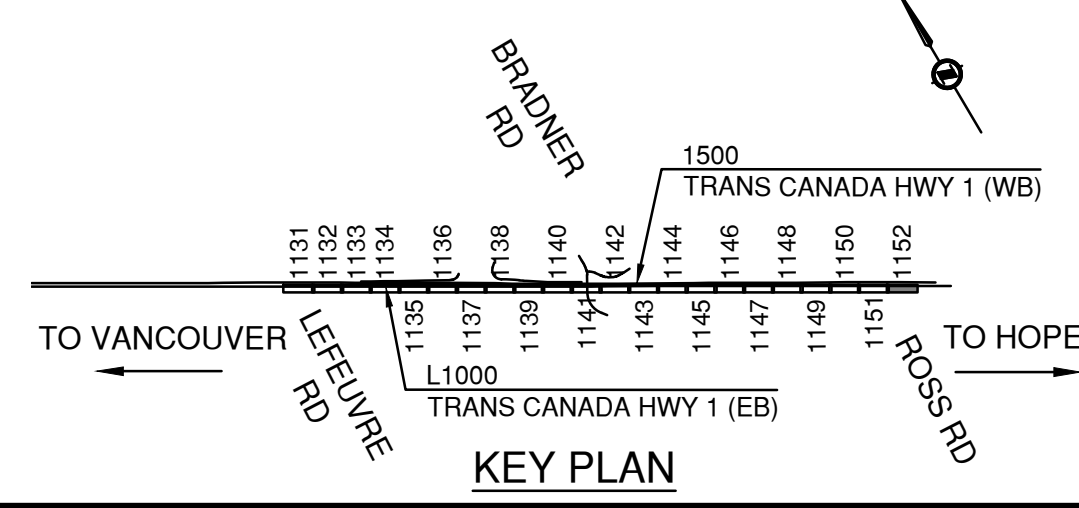 BRADNER
RD
1500
TRANS CANADA HWY 1 (WB)
1131
1132
1133
1134
1136
1138
1140
1142
1144
1146
1148
1150
1152
1135
1137
1139
1141
1143
1145
1147
1149
1151
TO VANCOUVER
LEFEUVRE
RD
L1000
TRANS CANADA HWY 1 (EB)
ROSS RD
TO HOPE
KEY PLAN